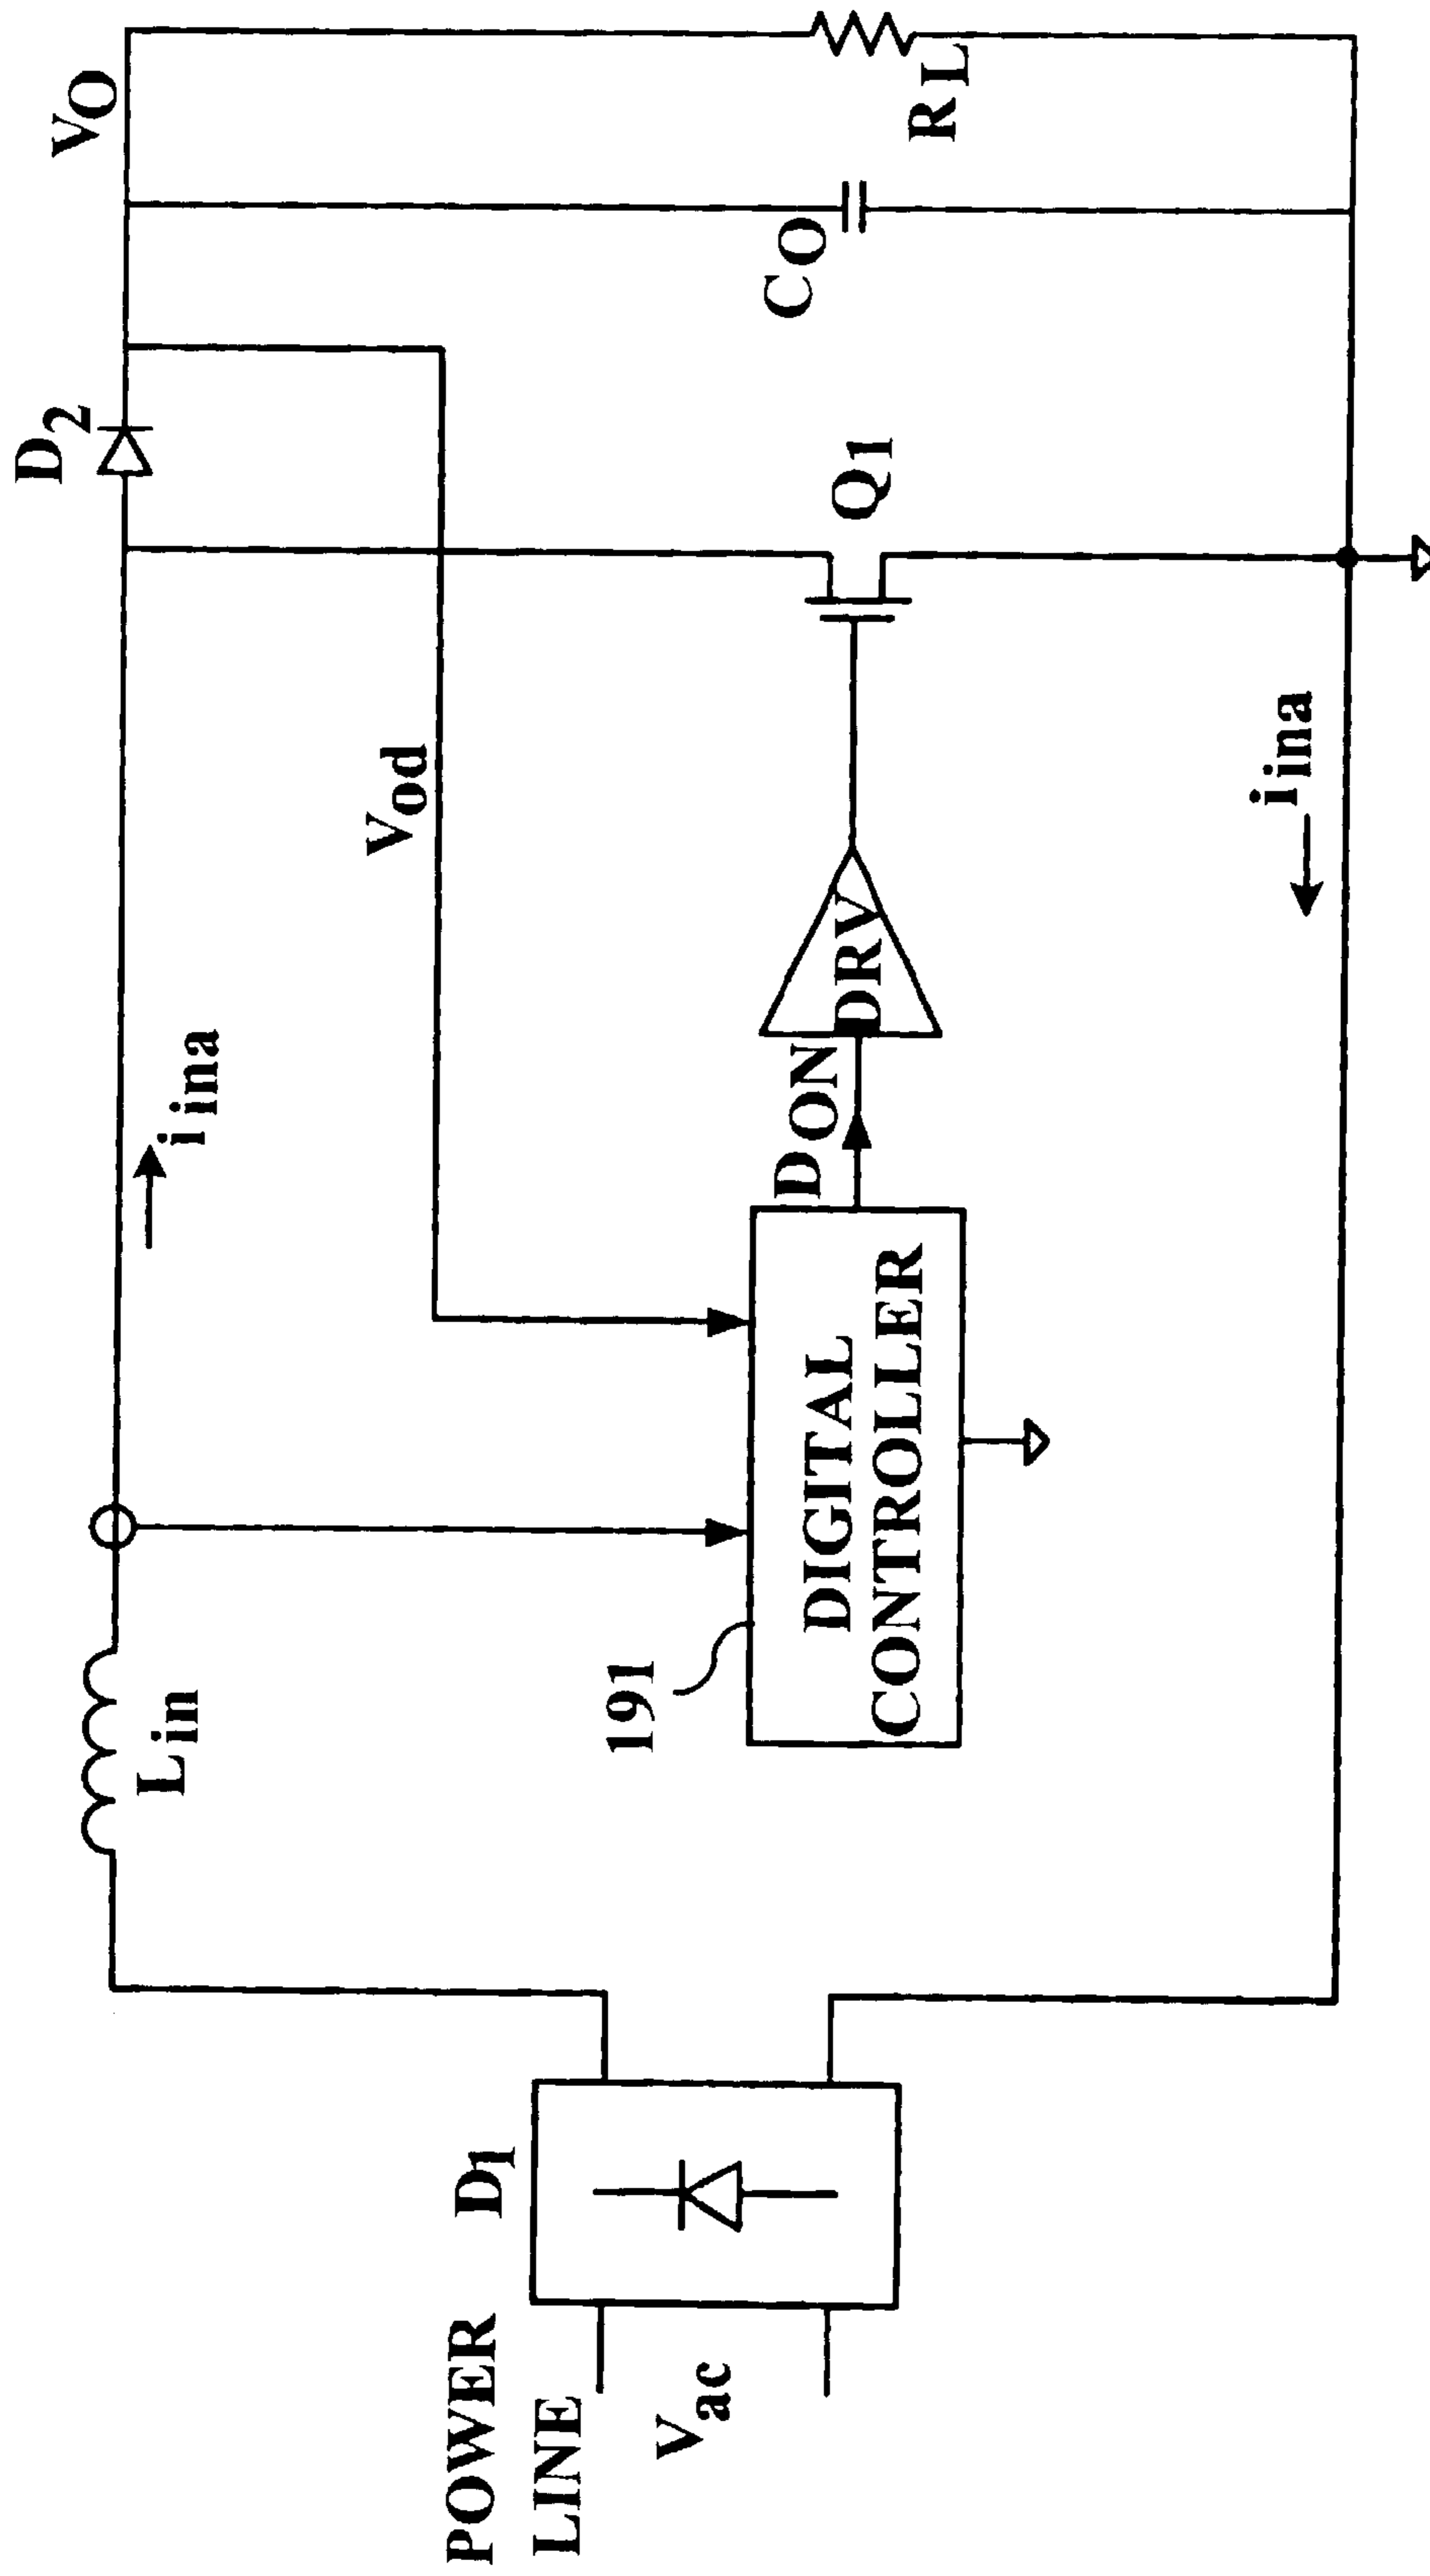 POWER
LINE
Vac
D1
Lin
iina
191
DIGITAL
CONTROLLER
DON
DRV
Vod
iina
Q1
D2
CO
VO
RL